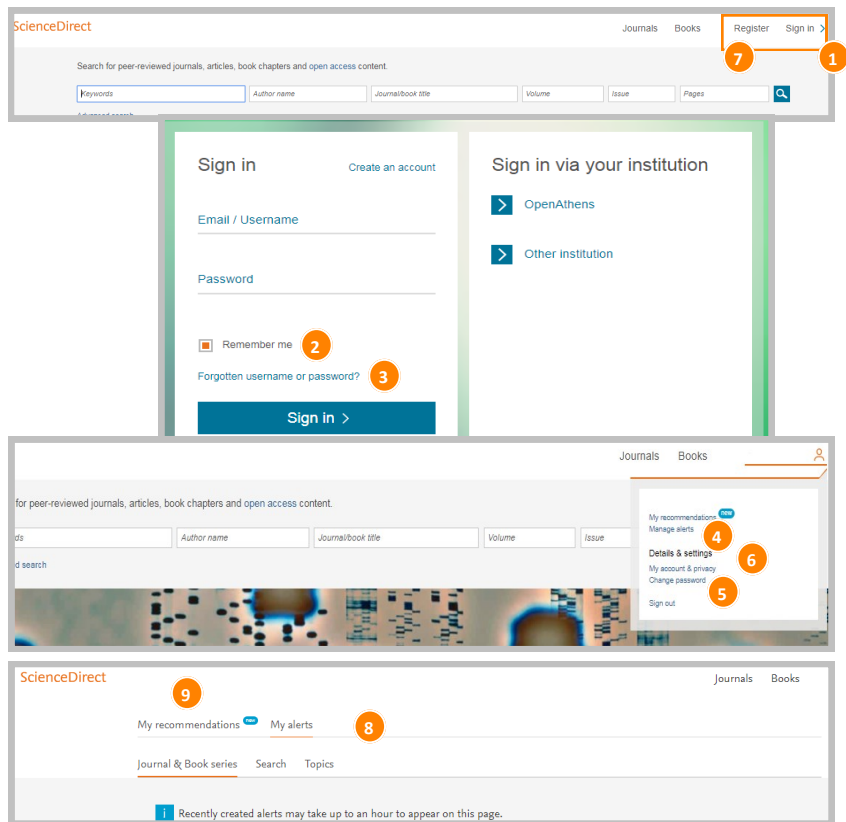 ScienceDirect Journals Books Register Sign in >
7 1
Search for peer-reviewed journals, articles, book chapters and open access content.
Keywords Author name Journal/book title Volume Issue Pages
Advanced search
Sign in Create an account Sign in via your institution
OpenAthens
Email / Username
Other institution
Password
Remember me 2
Forgotten username or password? 3
Sign in >
Journals Books
for peer-reviewed journals, articles, book chapters and open access content.
My recommendations new
Manage alerts 4
ds Author name Journal/book title Volume Issue
Details & settings 6
d search
My account & privacy
Change password 5
Sign out
ScienceDirect Journals Books
9
My recommendations new My alerts 8
Journal & Book series Search Topics
i Recently created alerts may take up to an hour to appear on this page.